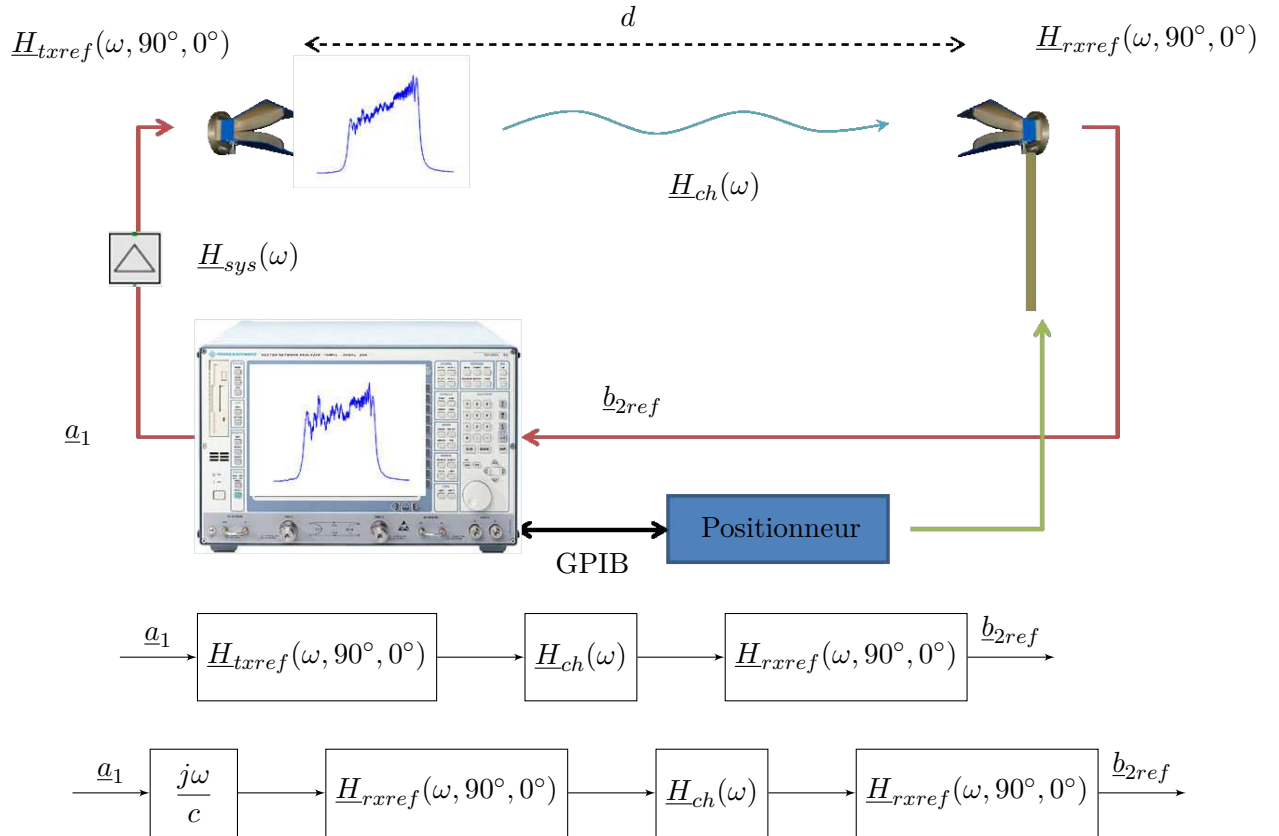 d
H_txref(ω, 90°, 0°)
H_rxref(ω, 90°, 0°)
H_ch(ω)
H_sys(ω)
a_1
b_2ref
Positionneur
GPIB
a_1
H_txref(ω, 90°, 0°)
H_ch(ω)
H_rxref(ω, 90°, 0°)
b_2ref
a_1
jω/c
H_rxref(ω, 90°, 0°)
H_ch(ω)
H_rxref(ω, 90°, 0°)
b_2ref